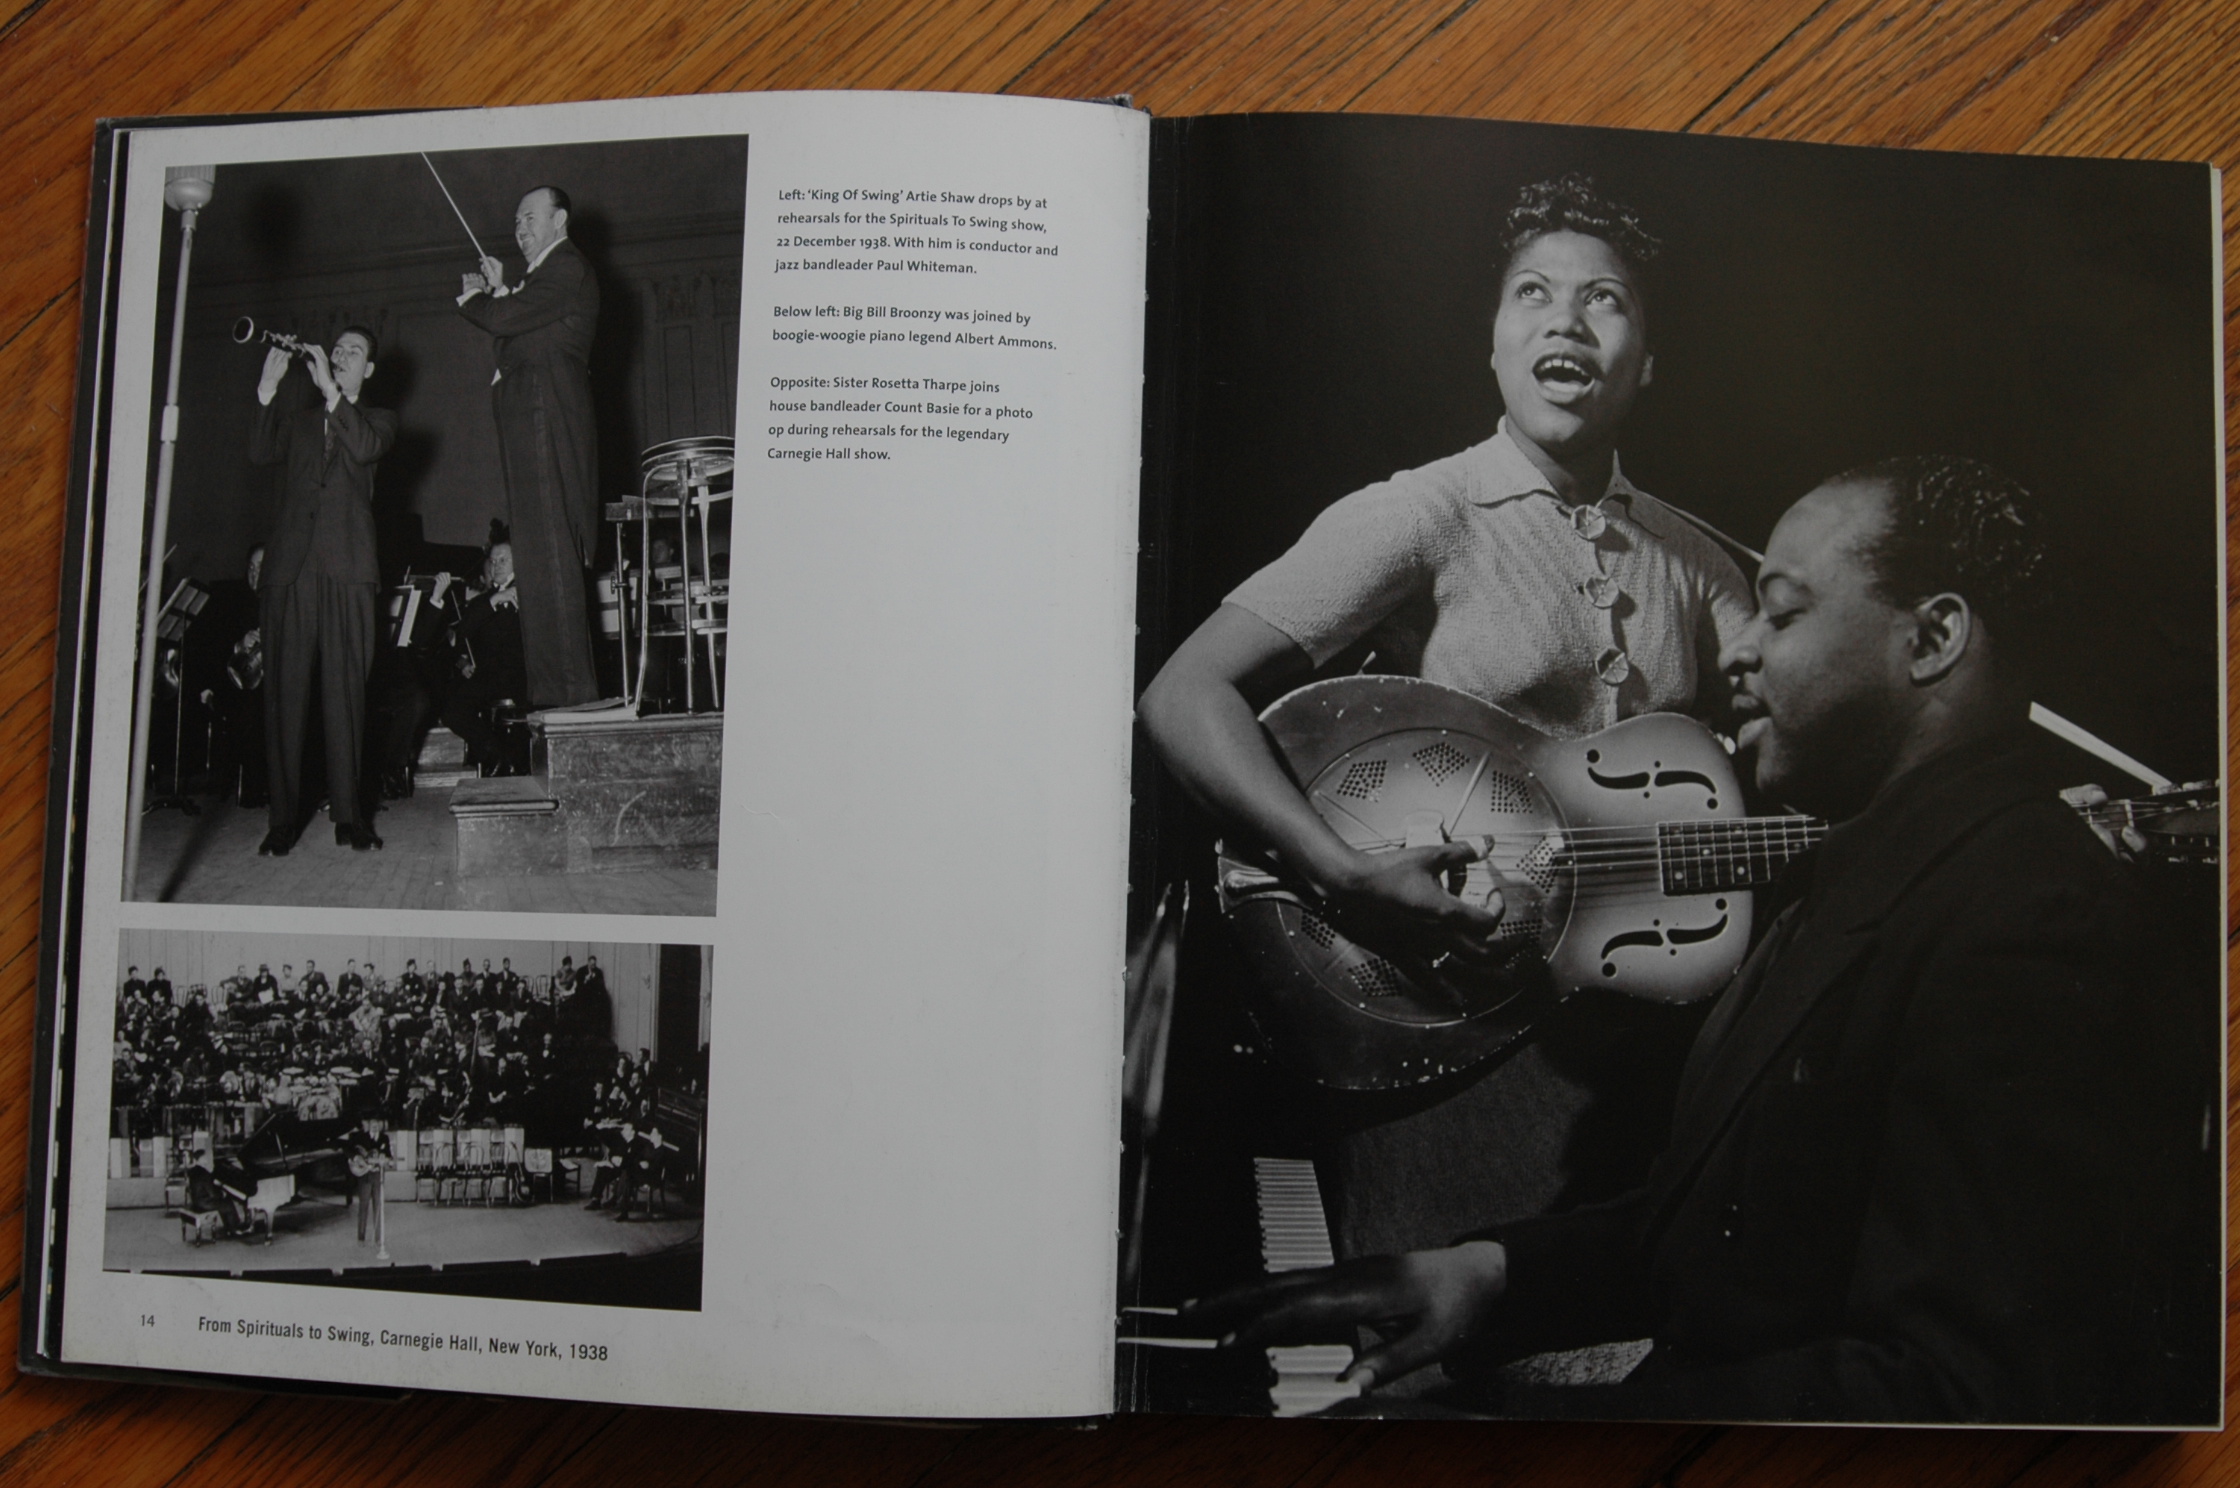 Left: ‘King Of Swing’ Artie Shaw drops by at
rehearsals for the Spirituals To Swing show,
22 December 1938. With him is conductor and
jazz bandleader Paul Whiteman.
Below left: Big Bill Broonzy was joined by
boogie-woogie piano legend Albert Ammons.
Opposite: Sister Rosetta Tharpe joins
house bandleader Count Basie for a photo
op during rehearsals for the legendary
Carnegie Hall show.
14 From Spirituals to Swing, Carnegie Hall, New York, 1938